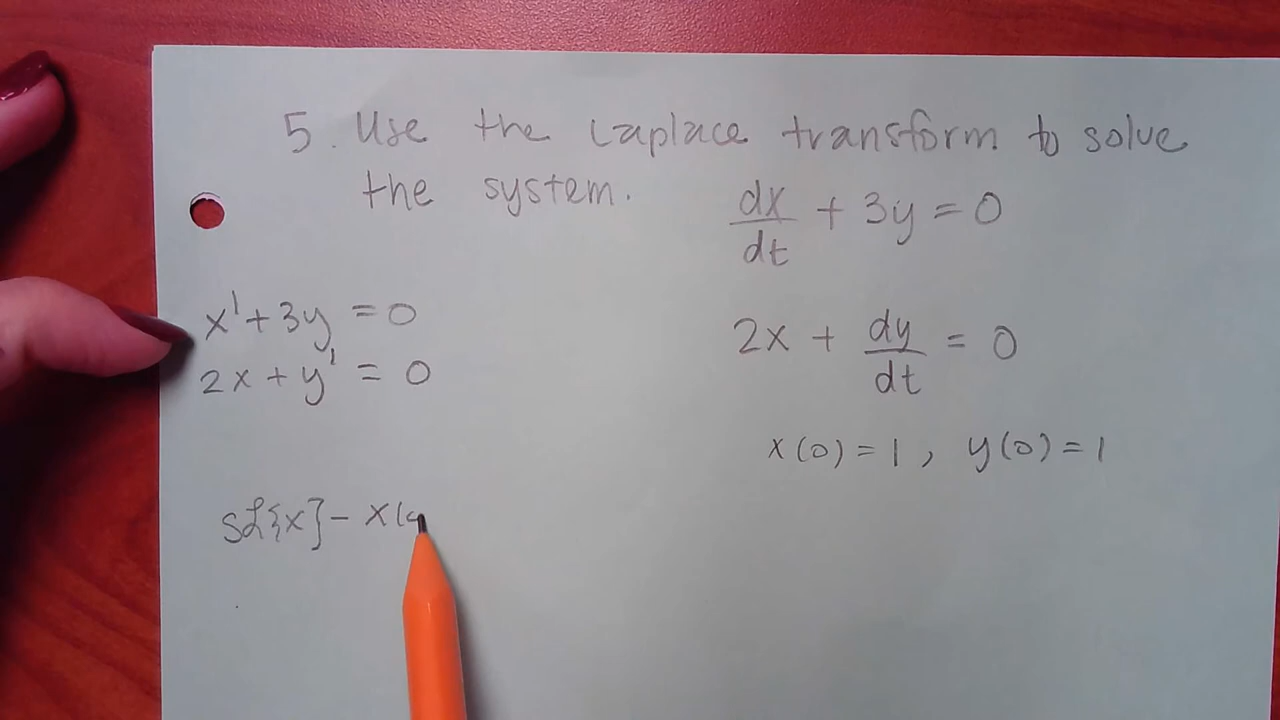 5. Use the Laplace transform to solve
the system.
dx/dt + 3y = 0
2x + dy/dt = 0
x(0) = 1, y(0) = 1
x' + 3y = 0
2x + y' = 0
sℒ{x} - x(